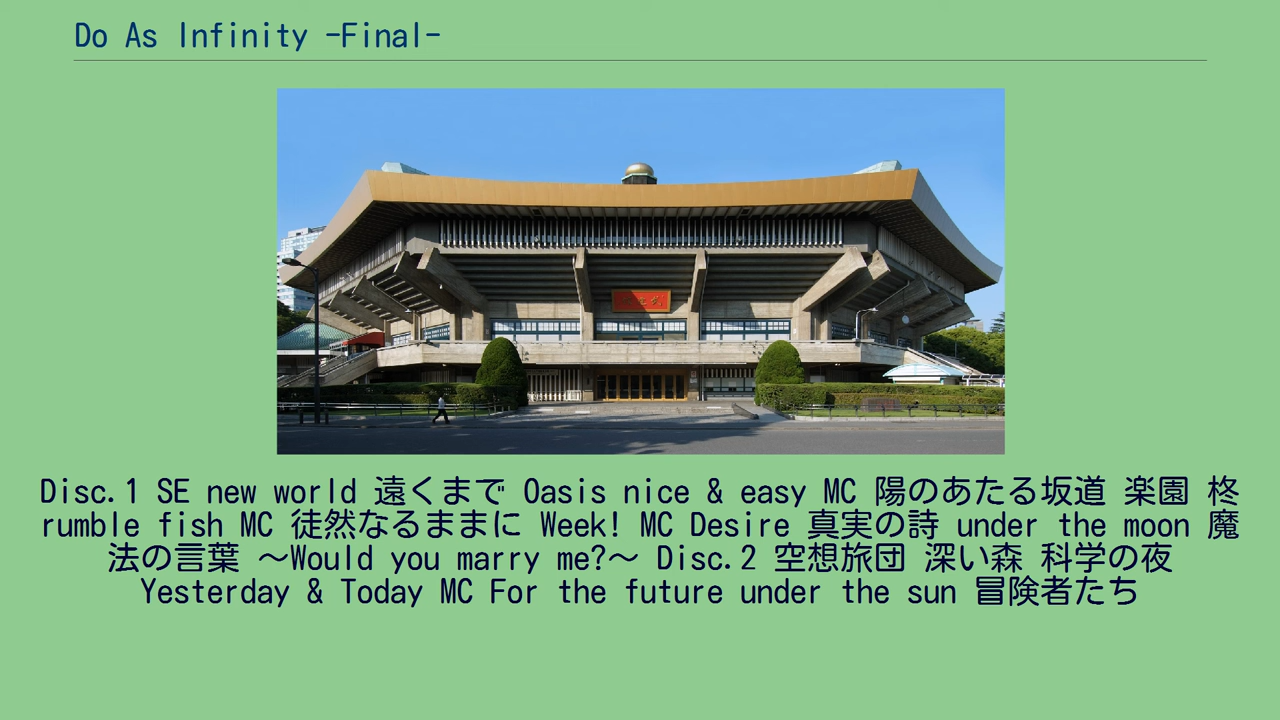 Do As Infinity -Final-
Disc.1 SE new world 遠くまで Oasis nice & easy MC 陽のあたる坂道 楽園 柊
rumble fish MC 徒然なるままに Week! MC Desire 真実の詩 under the moon 魔
法の言葉 〜Would you marry me?〜 Disc.2 空想旅団 深い森 科学の夜
Yesterday & Today MC For the future under the sun 冒険者たち